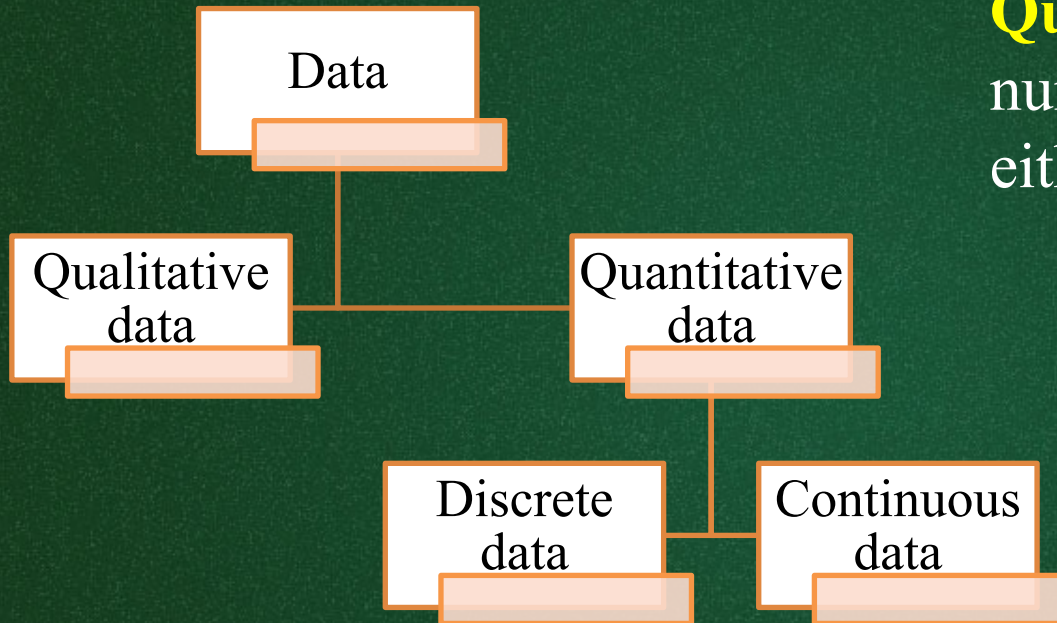 Data
Qualitative
data
Quantitative
data
Discrete
data
Continuous
data